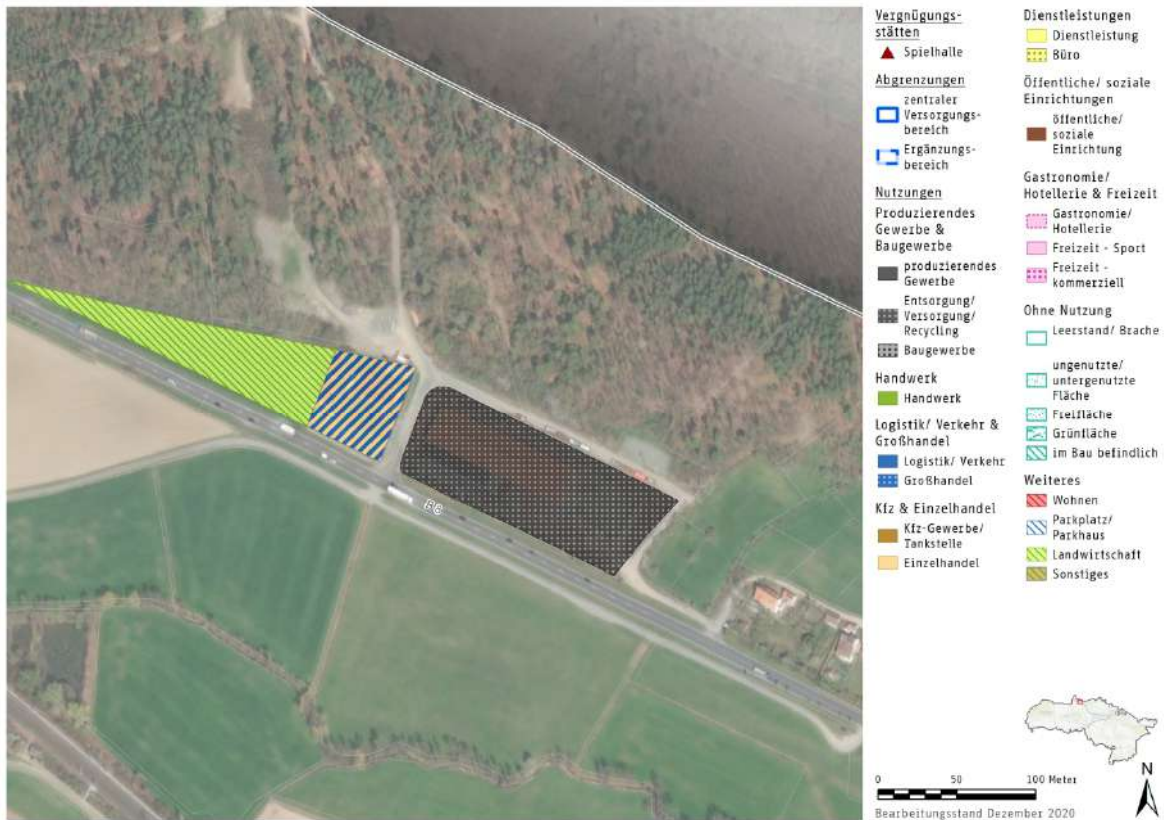 B3
Vergnügungs-
stätten
Spielhalle
Abgrenzungen
zentraler
Versorgungs-
bereich
Ergänzungs-
bereich
Nutzungen
Produzierendes
Gewerbe &
Baugewerbe
produzierendes
Gewerbe
Entsorgung/
Versorgung/
Recycling
Baugewerbe
Handwerk
Handwerk
Logistik/ Verkehr &
Großhandel
Logistik/ Verkehr
Großhandel
Kfz & Einzelhandel
Kfz-Gewerbe/
Tankstelle
Einzelhandel
Dienstleistungen
Dienstleistung
Büro
Öffentliche/ soziale
Einrichtungen
öffentliche/
soziale
Einrichtung
Gastronomie/
Hotellerie & Freizeit
Gastronomie/
Hotellerie
Freizeit - Sport
Freizeit -
kommerziell
Ohne Nutzung
Leerstand/ Brache
ungenutzte/
untergenutzte
Fläche
Freifläche
Grünfläche
im Bau befindlich
Weiteres
Wohnen
Parkplatz/
Parkhaus
Landwirtschaft
Sonstiges
N
0 50 100 Meter
Bearbeitungsstand Dezember 2020